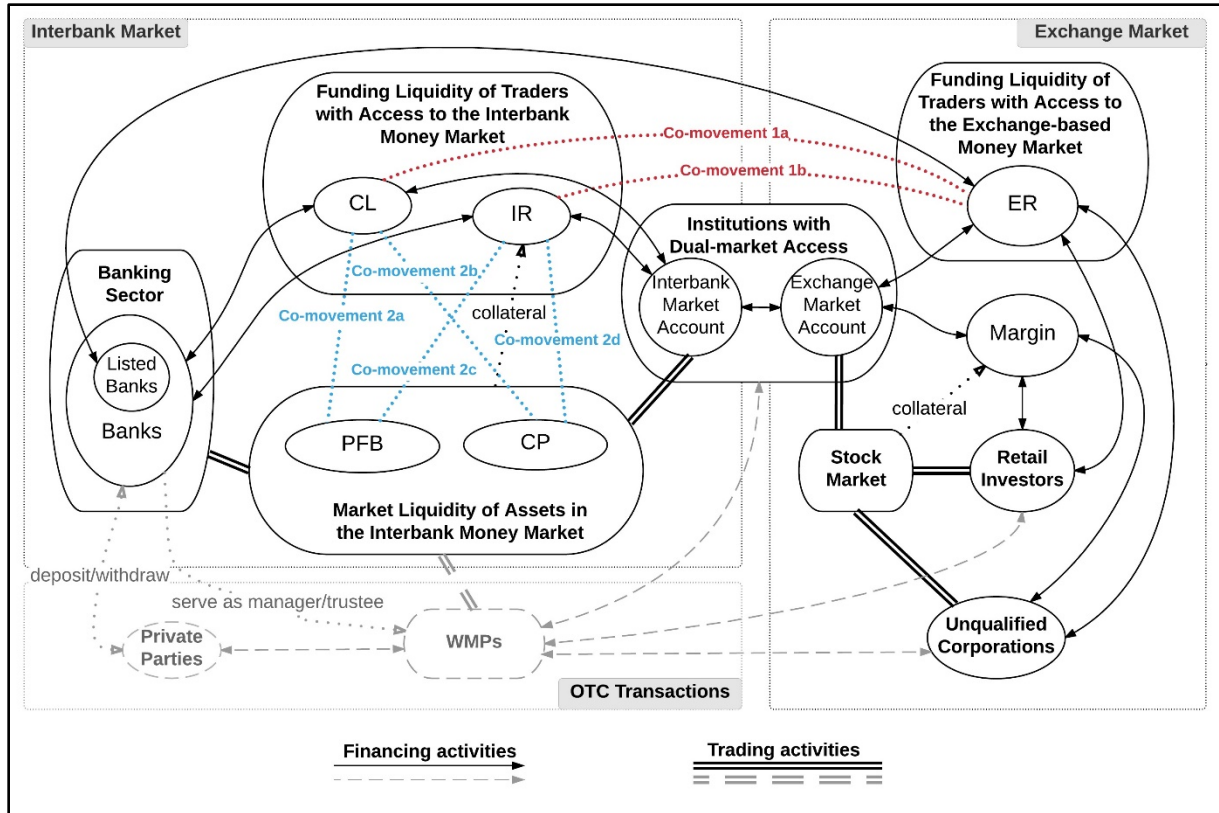 Interbank Market
Exchange Market
Funding Liquidity of Traders
with Access to the Interbank
Money Market
Funding Liquidity of
Traders with Access to
the Exchange-based
Money Market
Co-movement 1a
Co-movement 1b
CL
IR
ER
Institutions with
Dual-market Access
Banking
Sector
Co-movement 2b
Co-movement 2a
collateral
Co-movement 2d
Co-movement 2c
Interbank
Market
Account
Exchange
Market
Account
Margin
Listed
Banks
Banks
collateral
PFB
CP
Stock
Market
Retail
Investors
Market Liquidity of Assets in
the Interbank Money Market
deposit/withdraw
serve as manager/trustee
Private
Parties
WMPs
Unqualified
Corporations
OTC Transactions
Financing activities
Trading activities